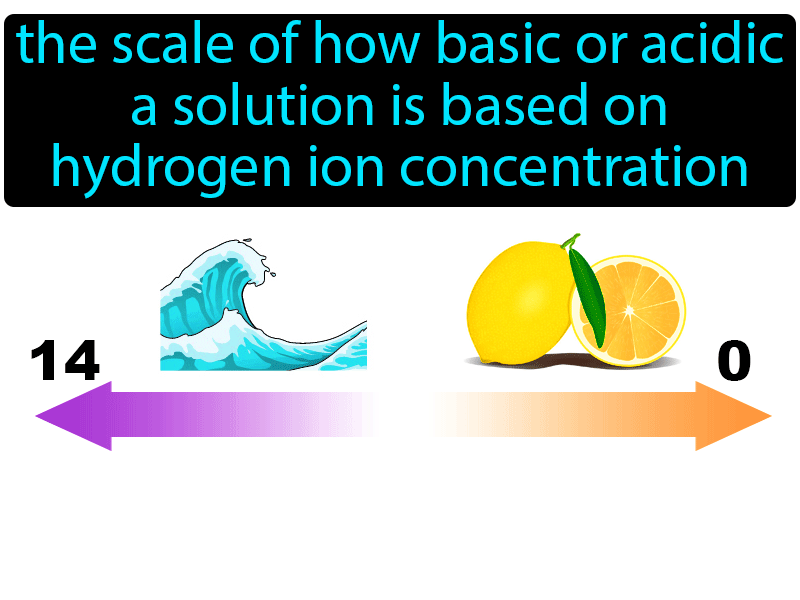 the scale of how basic or acidic
a solution is based on
hydrogen ion concentration
14
0